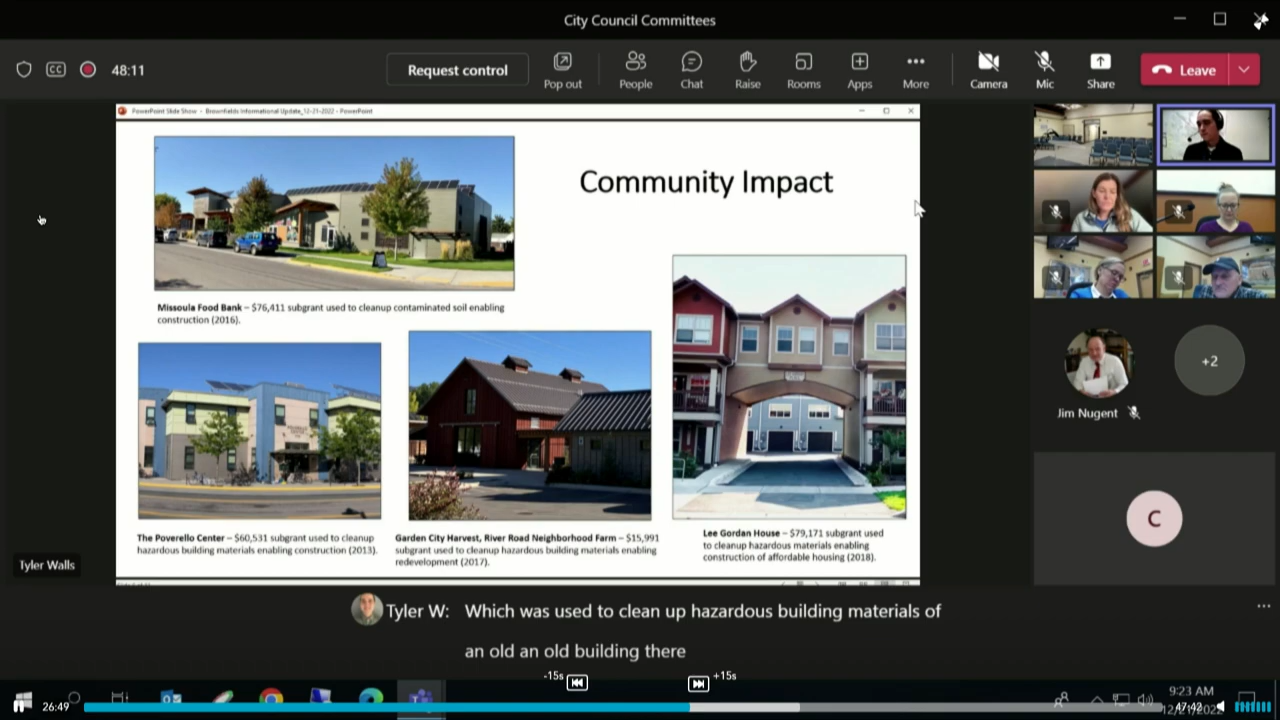 City Council Committees
CC
48:11
Request control
Pop out
People
Chat
Raise
Rooms
Apps
More
Camera
Mic
Share
Leave
PowerPoint Slide Show - Brownfields Informational Update_12-21-2022 - PowerPoint
Community Impact
Missoula Food Bank – $76,411 subgrant used to cleanup contaminated soil enabling
construction (2016).
The Poverello Center – $60,531 subgrant used to cleanup
hazardous building materials enabling construction (2013).
Garden City Harvest, River Road Neighborhood Farm – $15,991
subgrant used to cleanup hazardous building materials enabling
redevelopment (2017).
Lee Gordan House – $79,171 subgrant used
to cleanup hazardous materials enabling
construction of affordable housing (2018).
+2
Jim Nugent
C
Tyler Walls
Tyler W: Which was used to clean up hazardous building materials of
an old an old building there
-15s
+15s
9:23 AM
26:49
47:42